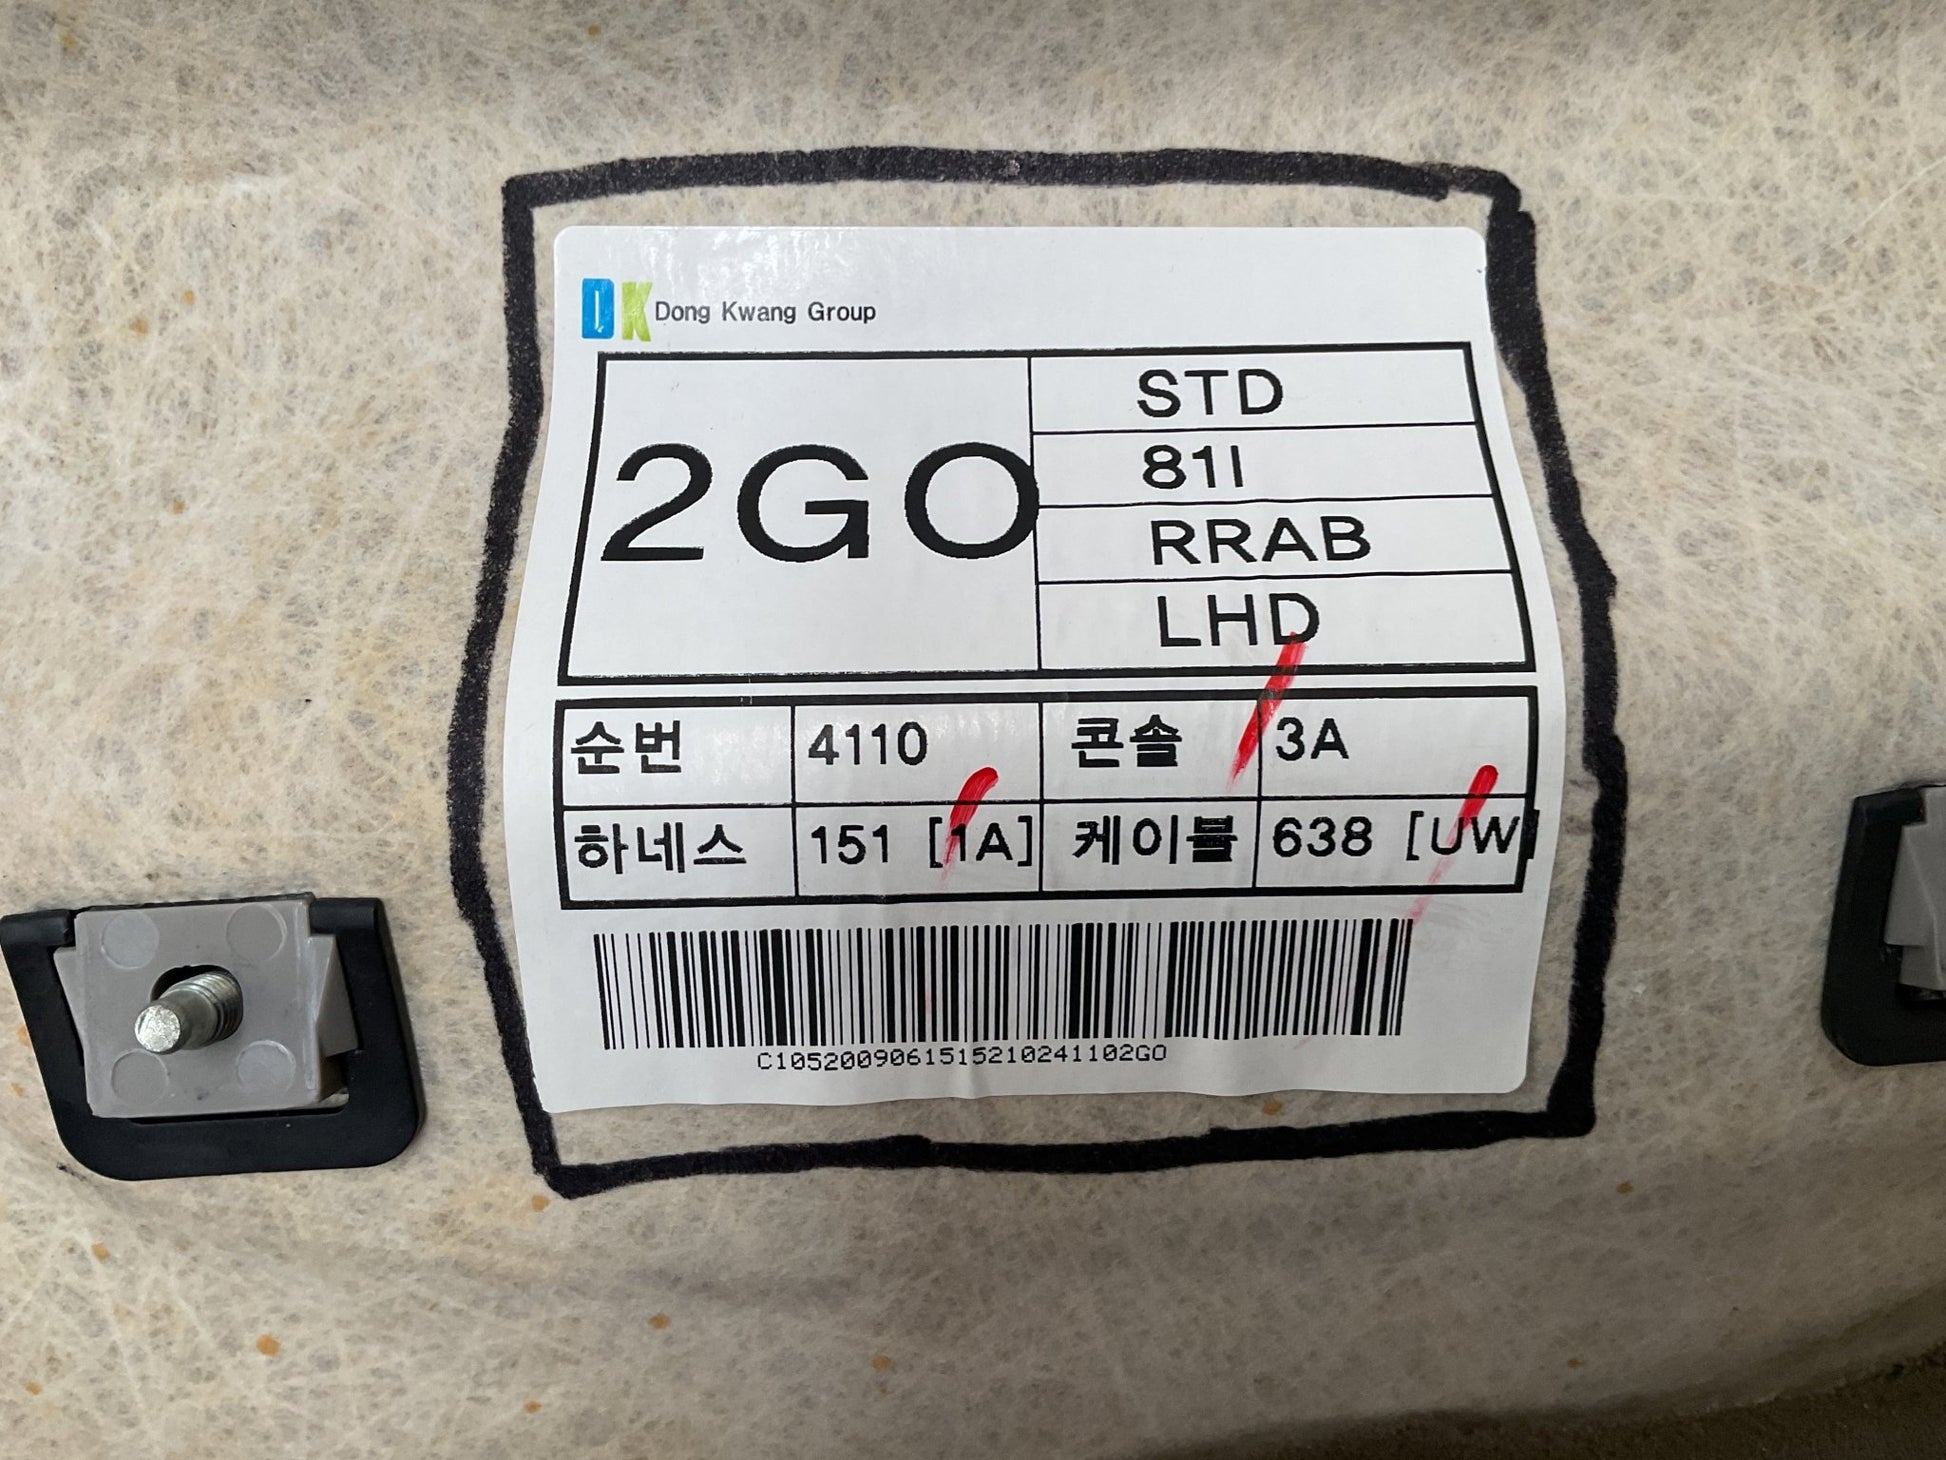 DK Dong Kwang Group
2GO
STD
81I
RRAB
LHD
순번 4110 콘솔 3A
하네스 151 [1A] 케이블 638 [UW]
C1052009061515210241102GO